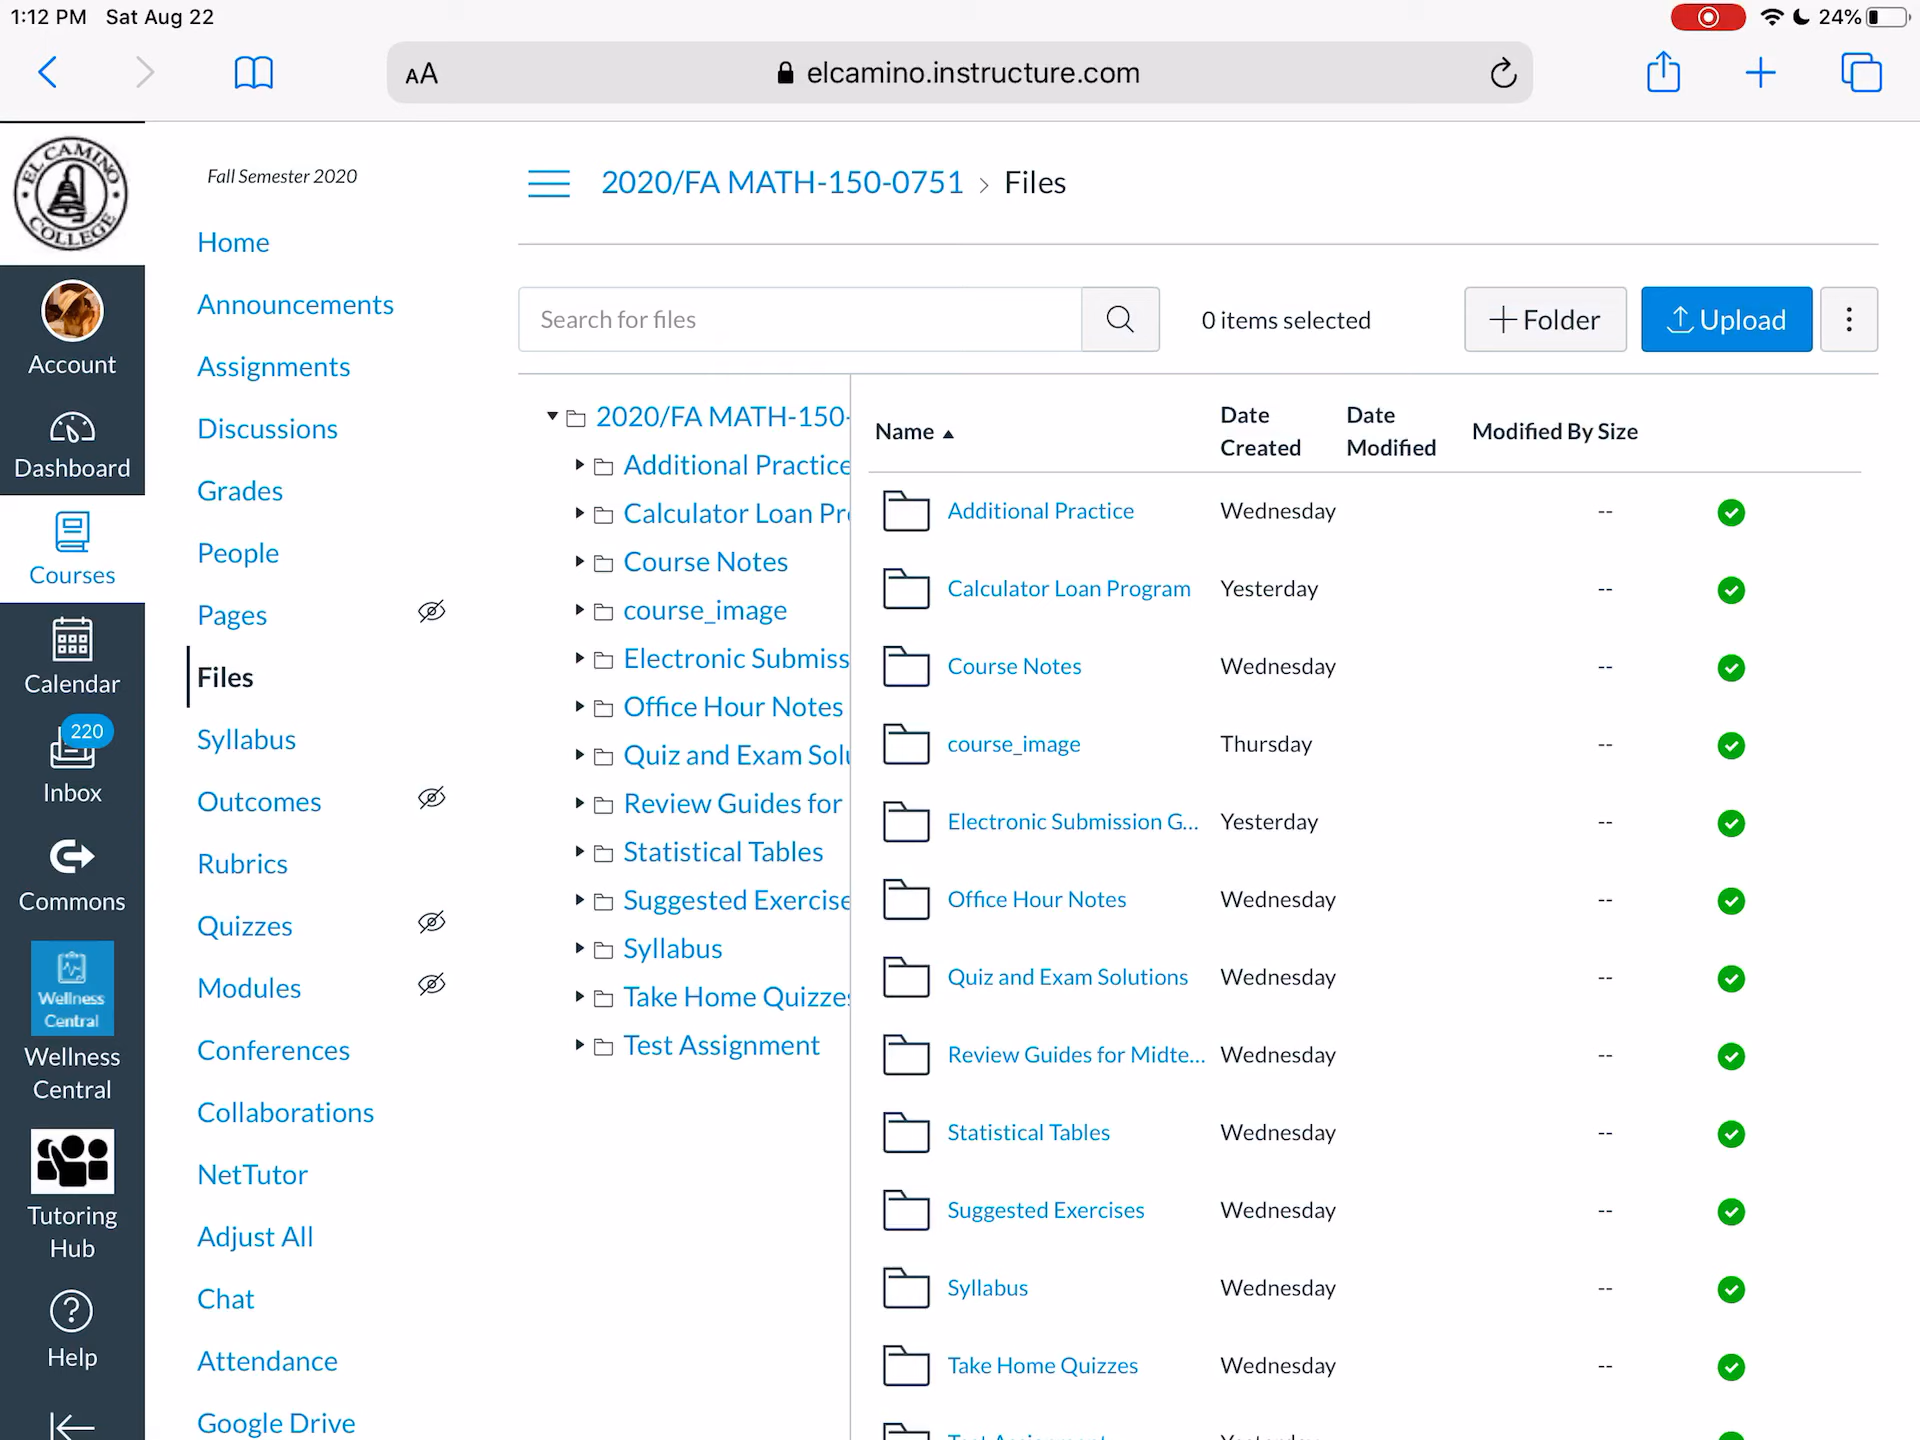 1:12 PM Sat Aug 22
24%
AA
elcamino.instructure.com
EL CAMINO
COLLEGE
Account
Dashboard
Courses
Calendar
220
Inbox
Commons
Wellness
Central
Wellness
Central
Tutoring
Hub
Help
Fall Semester 2020
Home
Announcements
Assignments
Discussions
Grades
People
Pages
Files
Syllabus
Outcomes
Rubrics
Quizzes
Modules
Conferences
Collaborations
NetTutor
Adjust All
Chat
Attendance
Google Drive
2020/FA MATH-150-0751 › Files
Search for files
0 items selected
+ Folder
Upload
2020/FA MATH-150-
Additional Practice
Calculator Loan Pr
Course Notes
course_image
Electronic Submiss
Office Hour Notes
Quiz and Exam Solu
Review Guides for
Statistical Tables
Suggested Exercise
Syllabus
Take Home Quizzes
Test Assignment
Name
Date Created
Date Modified
Modified By Size
Additional Practice Wednesday --
Calculator Loan Program Yesterday --
Course Notes Wednesday --
course_image Thursday --
Electronic Submission G... Yesterday --
Office Hour Notes Wednesday --
Quiz and Exam Solutions Wednesday --
Review Guides for Midte... Wednesday --
Statistical Tables Wednesday --
Suggested Exercises Wednesday --
Syllabus Wednesday --
Take Home Quizzes Wednesday --